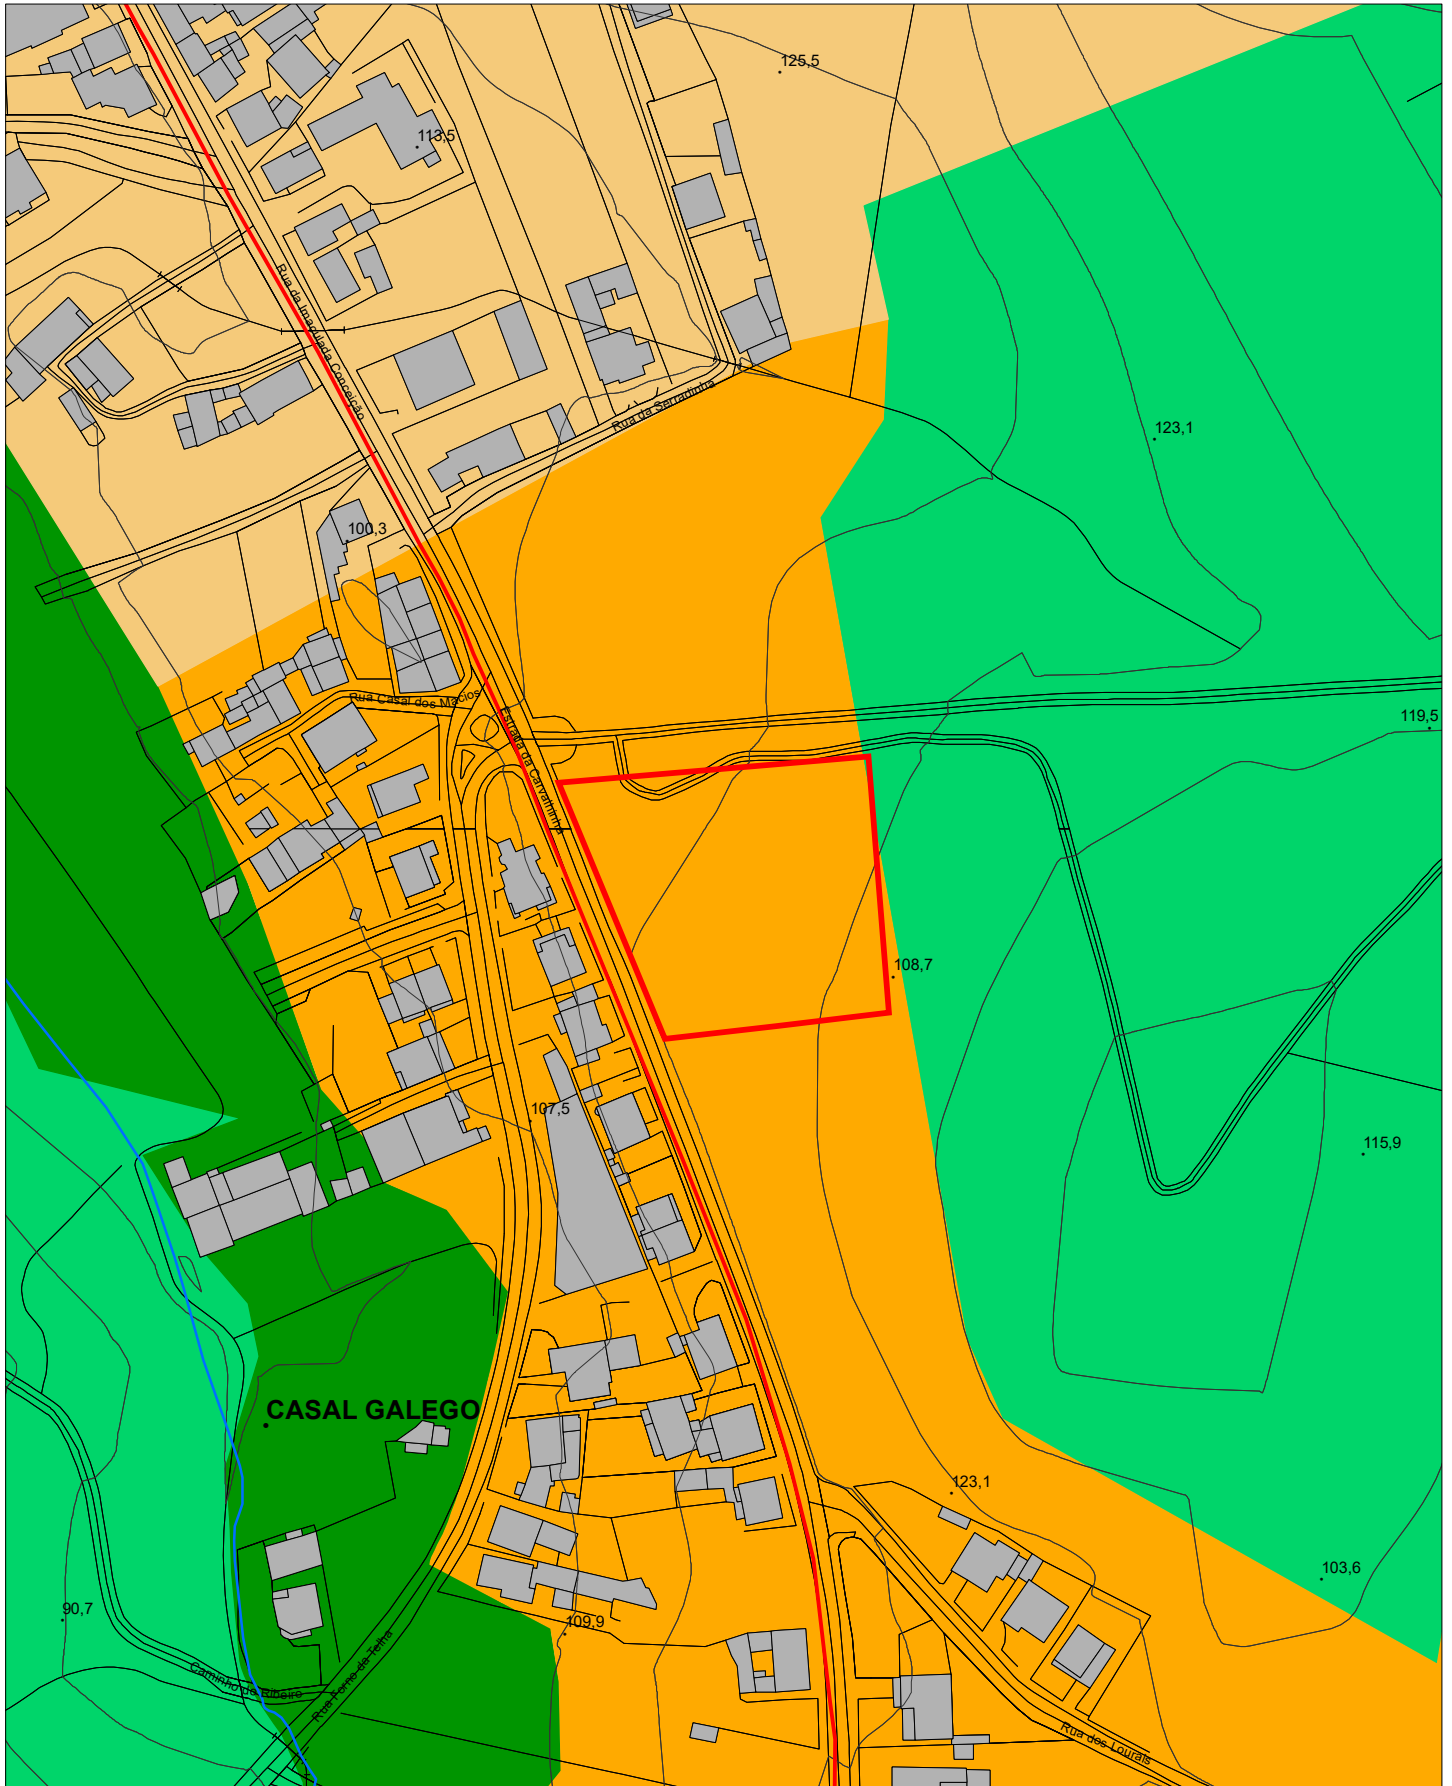 125,5
113,5
Rua da Imaculada Conceição
Rua da Serradinha
123,1
100,3
Rua Casal dos Macios
Estrada da Carvalhinha
119,5
108,7
107,5
115,9
CASAL GALEGO
123,1
103,6
90,7
109,9
Caminho do Ribeiro
Rua Forno da Telha
Rua dos Lourais